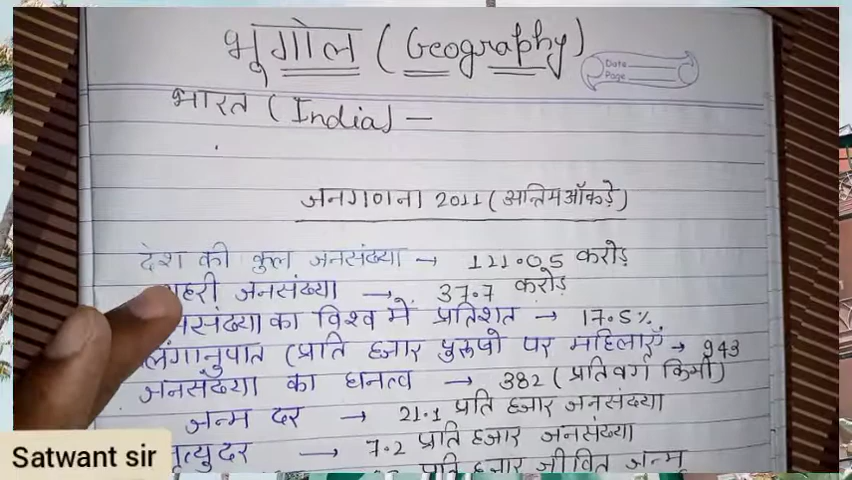 भूगोल (Geography)
Date
Page
भारत (India) —
जनगणना 2011 (अन्तिम आँकड़े)
देश की कुल जनसंख्या → 121.05 करोड़
हरी जनसंख्या → 37.7 करोड़
नसंख्या का विश्व में प्रतिशत → 17.5%
लिंगानुपात (प्राति हजार पुरूषो पर महिलाएँ → 943
जनसंख्या का घनत्व → 382 (प्रतिवर्ग किमी)
जन्म दर → 21.1 प्रति हजार जनसंख्या
मृत्युदर → 7.2 प्रति हजार जनसंख्या
प्रति हजार जीवित जन्म
Satwant sir